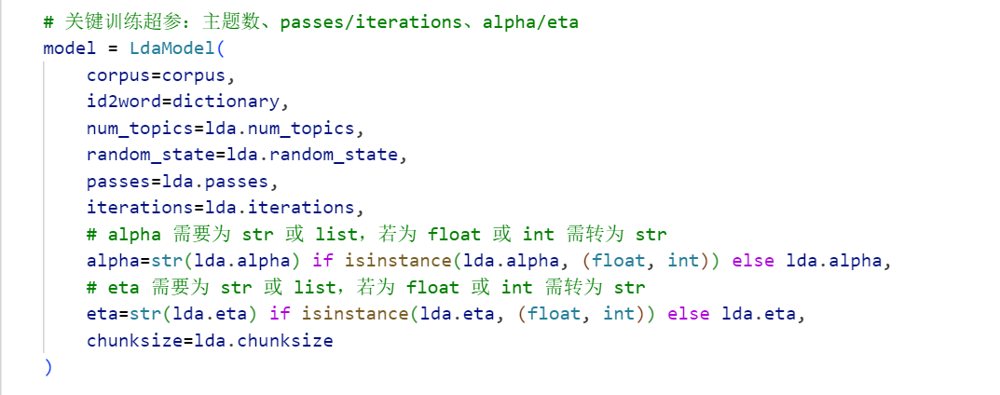 # 关键训练超参：主题数、passes/iterations、alpha/eta
model = LdaModel(
    corpus=corpus,
    id2word=dictionary,
    num_topics=lda.num_topics,
    random_state=lda.random_state,
    passes=lda.passes,
    iterations=lda.iterations,
    # alpha 需要为 str 或 list，若为 float 或 int 需转为 str
    alpha=str(lda.alpha) if isinstance(lda.alpha, (float, int)) else lda.alpha,
    # eta 需要为 str 或 list，若为 float 或 int 需转为 str
    eta=str(lda.eta) if isinstance(lda.eta, (float, int)) else lda.eta,
    chunksize=lda.chunksize
)